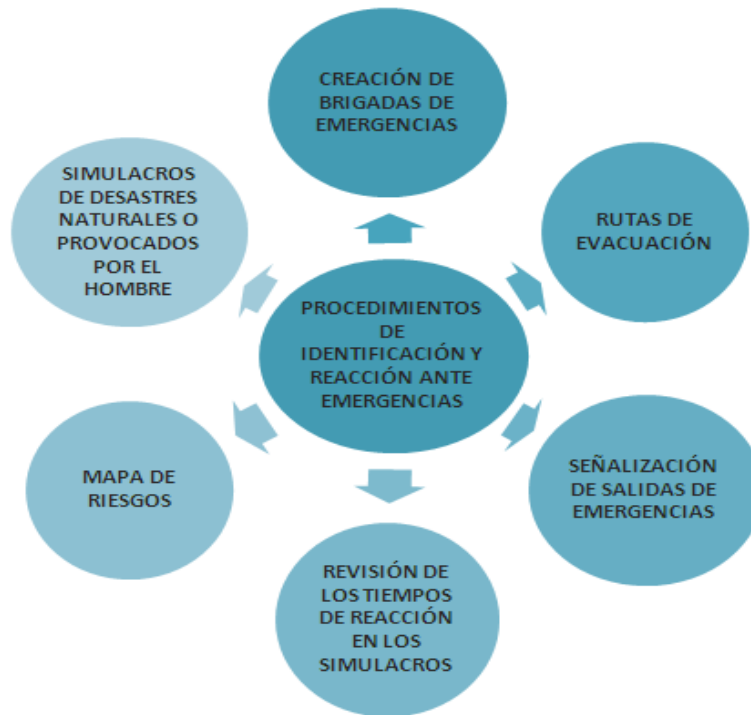 CREACIÓN DE
BRIGADAS DE
EMERGENCIAS
RUTAS DE
EVACUACIÓN
SEÑALIZACIÓN
DE SALIDAS DE
EMERGENCIAS
REVISIÓN DE
LOS TIEMPOS
DE REACCIÓN
EN LOS
SIMULACROS
MAPA DE
RIESGOS
SIMULACROS
DE DESASTRES
NATURALES O
PROVOCADOS
POR EL
HOMBRE
PROCEDIMIENTOS
DE
IDENTIFICACIÓN Y
REACCIÓN ANTE
EMERGENCIAS